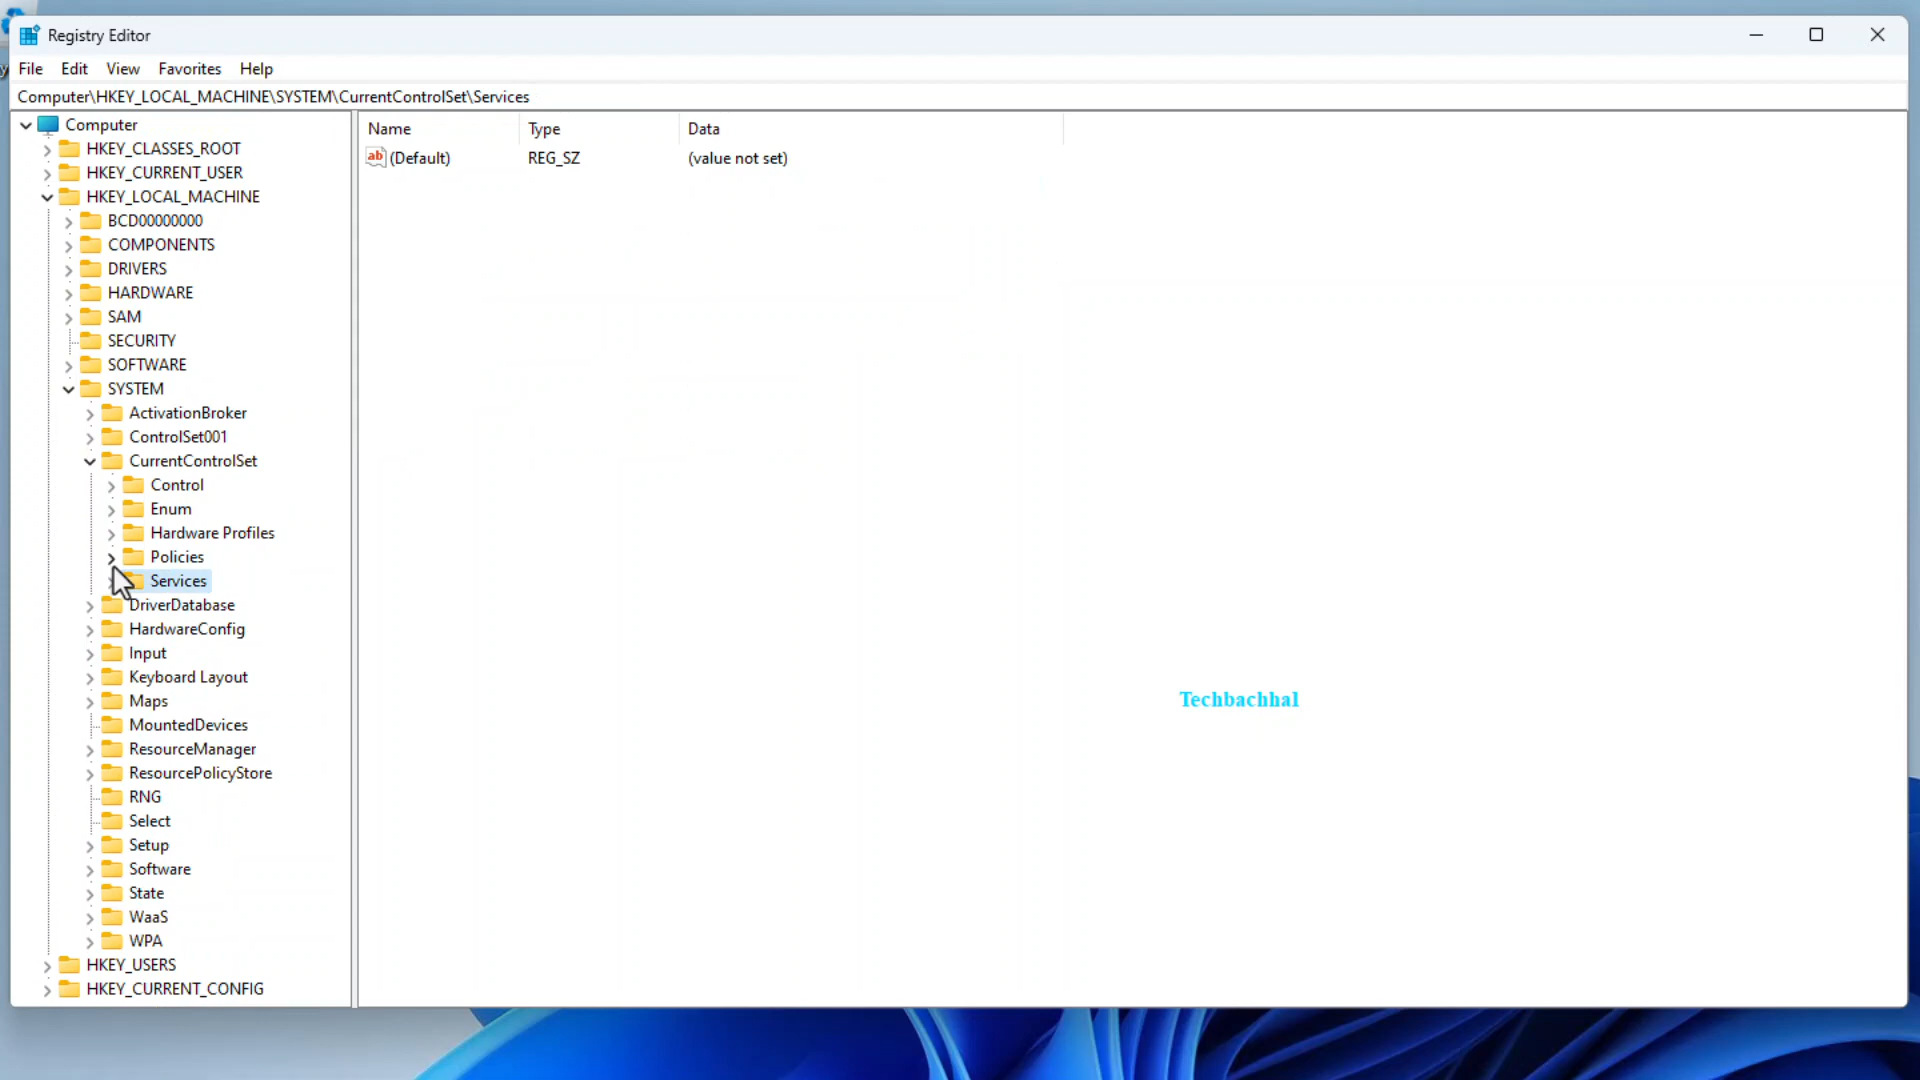 Registry Editor
File Edit View Favorites Help
Computer\HKEY_LOCAL_MACHINE\SYSTEM\CurrentControlSet\Services
Computer
HKEY_CLASSES_ROOT
HKEY_CURRENT_USER
HKEY_LOCAL_MACHINE
BCD00000000
COMPONENTS
DRIVERS
HARDWARE
SAM
SECURITY
SOFTWARE
SYSTEM
ActivationBroker
ControlSet001
CurrentControlSet
Control
Enum
Hardware Profiles
Policies
Services
DriverDatabase
HardwareConfig
Input
Keyboard Layout
Maps
MountedDevices
ResourceManager
ResourcePolicyStore
RNG
Select
Setup
Software
State
WaaS
WPA
HKEY_USERS
HKEY_CURRENT_CONFIG
Name Type Data
ab (Default) REG_SZ (value not set)
Techbachhal